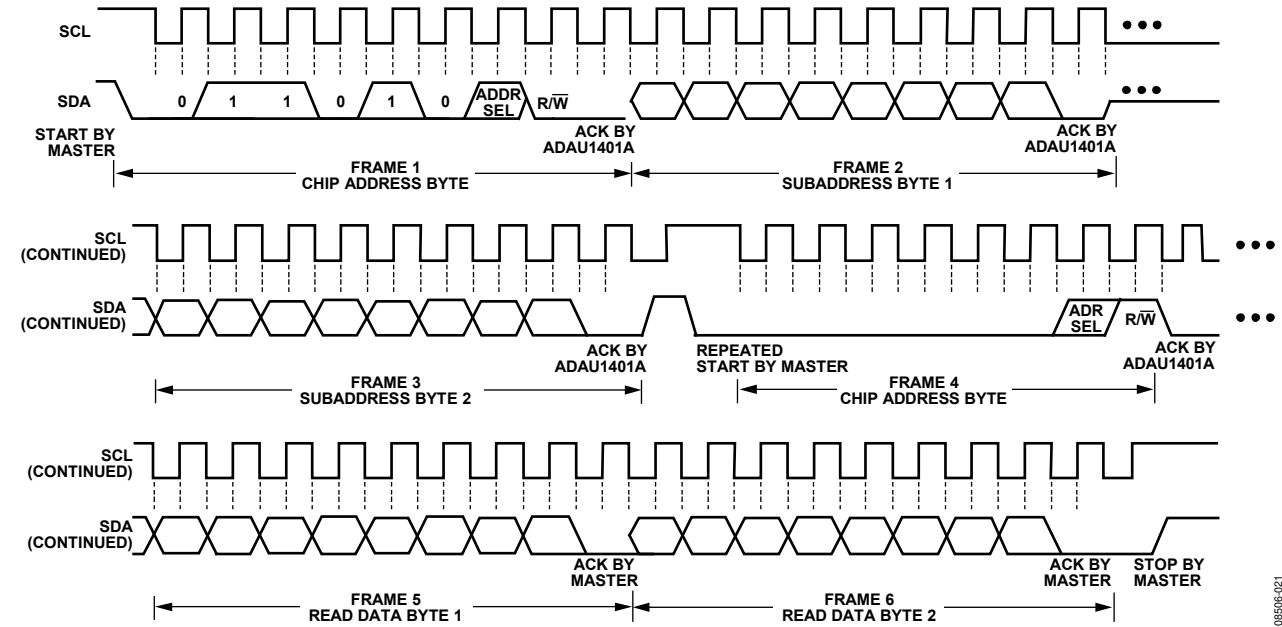 SCL
SDA
0 1 1 0 1 0 ADDR SEL R/W̅
START BY MASTER
ACK BY ADAU1401A
ACK BY ADAU1401A
FRAME 1
CHIP ADDRESS BYTE
FRAME 2
SUBADDRESS BYTE 1
SCL
(CONTINUED)
SDA
(CONTINUED)
ADR SEL R/W̅
ACK BY ADAU1401A
REPEATED
START BY MASTER
ACK BY ADAU1401A
FRAME 3
SUBADDRESS BYTE 2
FRAME 4
CHIP ADDRESS BYTE
SCL
(CONTINUED)
SDA
(CONTINUED)
ACK BY MASTER
ACK BY MASTER
STOP BY MASTER
FRAME 5
READ DATA BYTE 1
FRAME 6
READ DATA BYTE 2
08506-021